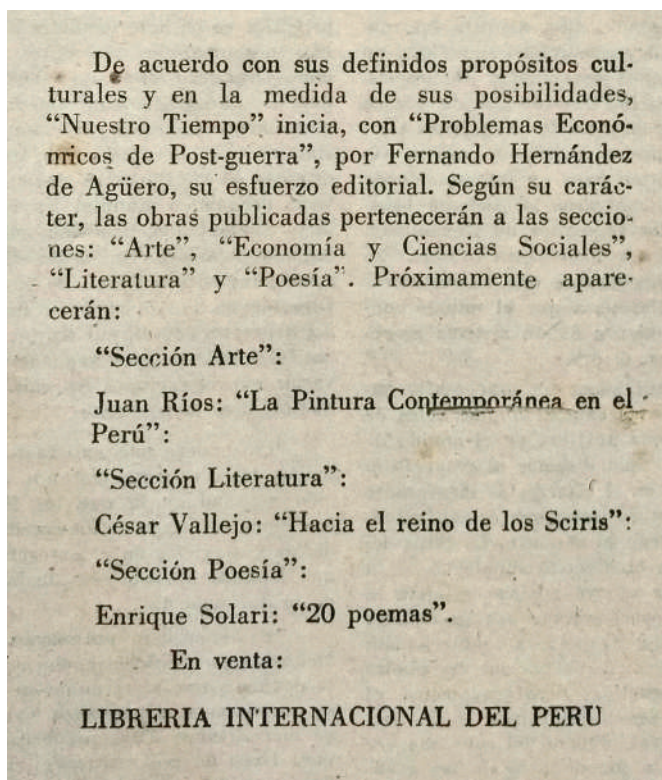 De acuerdo con sus definidos propósitos cul-
turales y en la medida de sus posibilidades,
“Nuestro Tiempo” inicia, con “Problemas Econó-
micos de Post-guerra”, por Fernando Hernández
de Agüero, su esfuerzo editorial. Según su carác-
ter, las obras publicadas pertenecerán a las seccio-
nes: “Arte”, “Economía y Ciencias Sociales”,
“Literatura” y “Poesía”. Próximamente apare-
cerán:
“Sección Arte”:
Juan Ríos: “La Pintura Contemporánea en el
Perú”:
“Sección Literatura”:
César Vallejo: “Hacia el reino de los Sciris”:
“Sección Poesía”:
Enrique Solari: “20 poemas”.
En venta:
LIBRERIA INTERNACIONAL DEL PERU